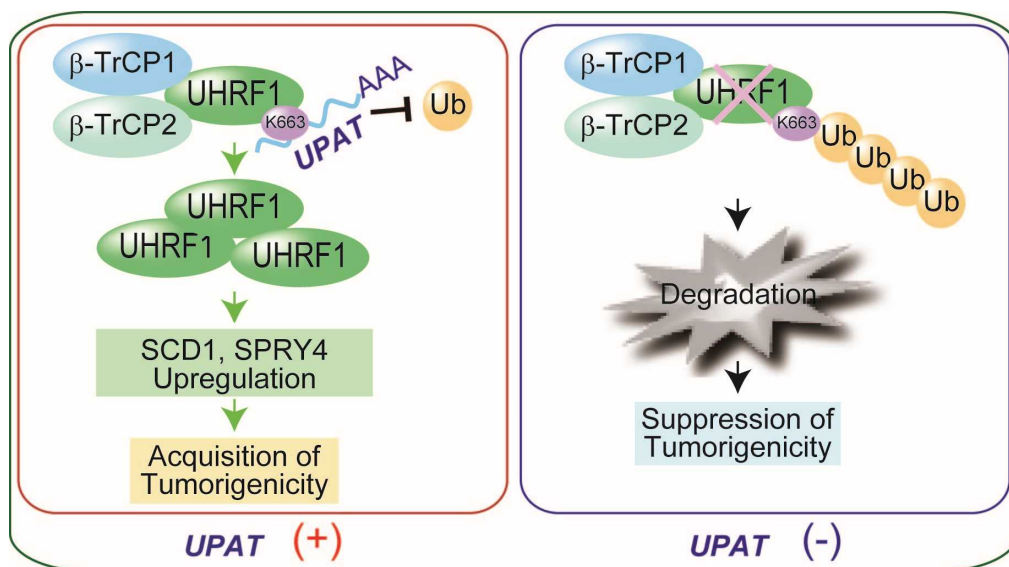 β-TrCP1
UHRF1
β-TrCP2
K663
AAA
UPAT
Ub
UHRF1
UHRF1
UHRF1
SCD1, SPRY4
Upregulation
Acquisition of
Tumorigenicity
UPAT (+)
β-TrCP1
UHRF1
β-TrCP2
K663
Ub
Ub
Ub
Ub
Degradation
Suppression of
Tumorigenicity
UPAT (-)